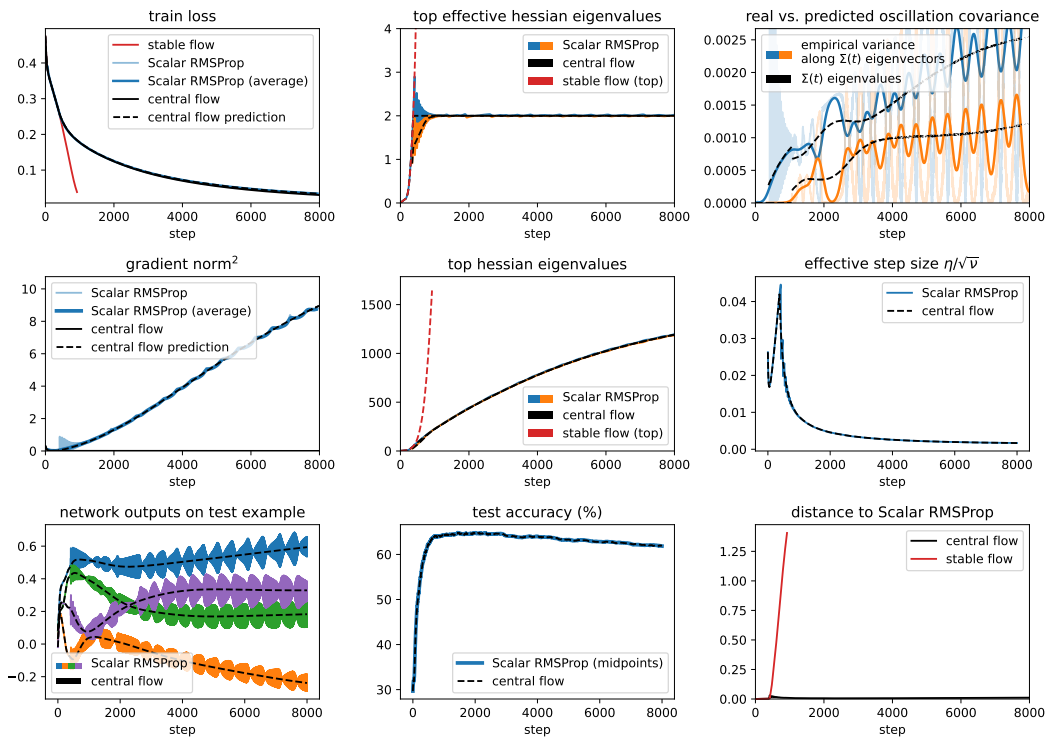 train loss
stable flow
Scalar RMSProp
Scalar RMSProp (average)
central flow
central flow prediction
0.1
0.2
0.3
0.4
0
2000
4000
6000
8000
step
top effective hessian eigenvalues
Scalar RMSProp
central flow
stable flow (top)
0
1
2
3
4
0
2000
4000
6000
8000
step
real vs. predicted oscillation covariance
empirical variance
along Σ(t) eigenvectors
Σ(t) eigenvalues
0.0000
0.0005
0.0010
0.0015
0.0020
0.0025
0
2000
4000
6000
8000
step
gradient norm²
Scalar RMSProp
Scalar RMSProp (average)
central flow
central flow prediction
0
2
4
6
8
10
0
2000
4000
6000
8000
step
top hessian eigenvalues
Scalar RMSProp
central flow
stable flow (top)
0
500
1000
1500
0
2000
4000
6000
8000
step
effective step size η/√ν
Scalar RMSProp
central flow
0.00
0.01
0.02
0.03
0.04
0
2000
4000
6000
8000
step
network outputs on test example
Scalar RMSProp
central flow
−0.2
0.0
0.2
0.4
0.6
0
2000
4000
6000
8000
step
test accuracy (%)
Scalar RMSProp (midpoints)
central flow
30
40
50
60
0
2000
4000
6000
8000
step
distance to Scalar RMSProp
central flow
stable flow
0.00
0.25
0.50
0.75
1.00
1.25
0
2000
4000
6000
8000
step